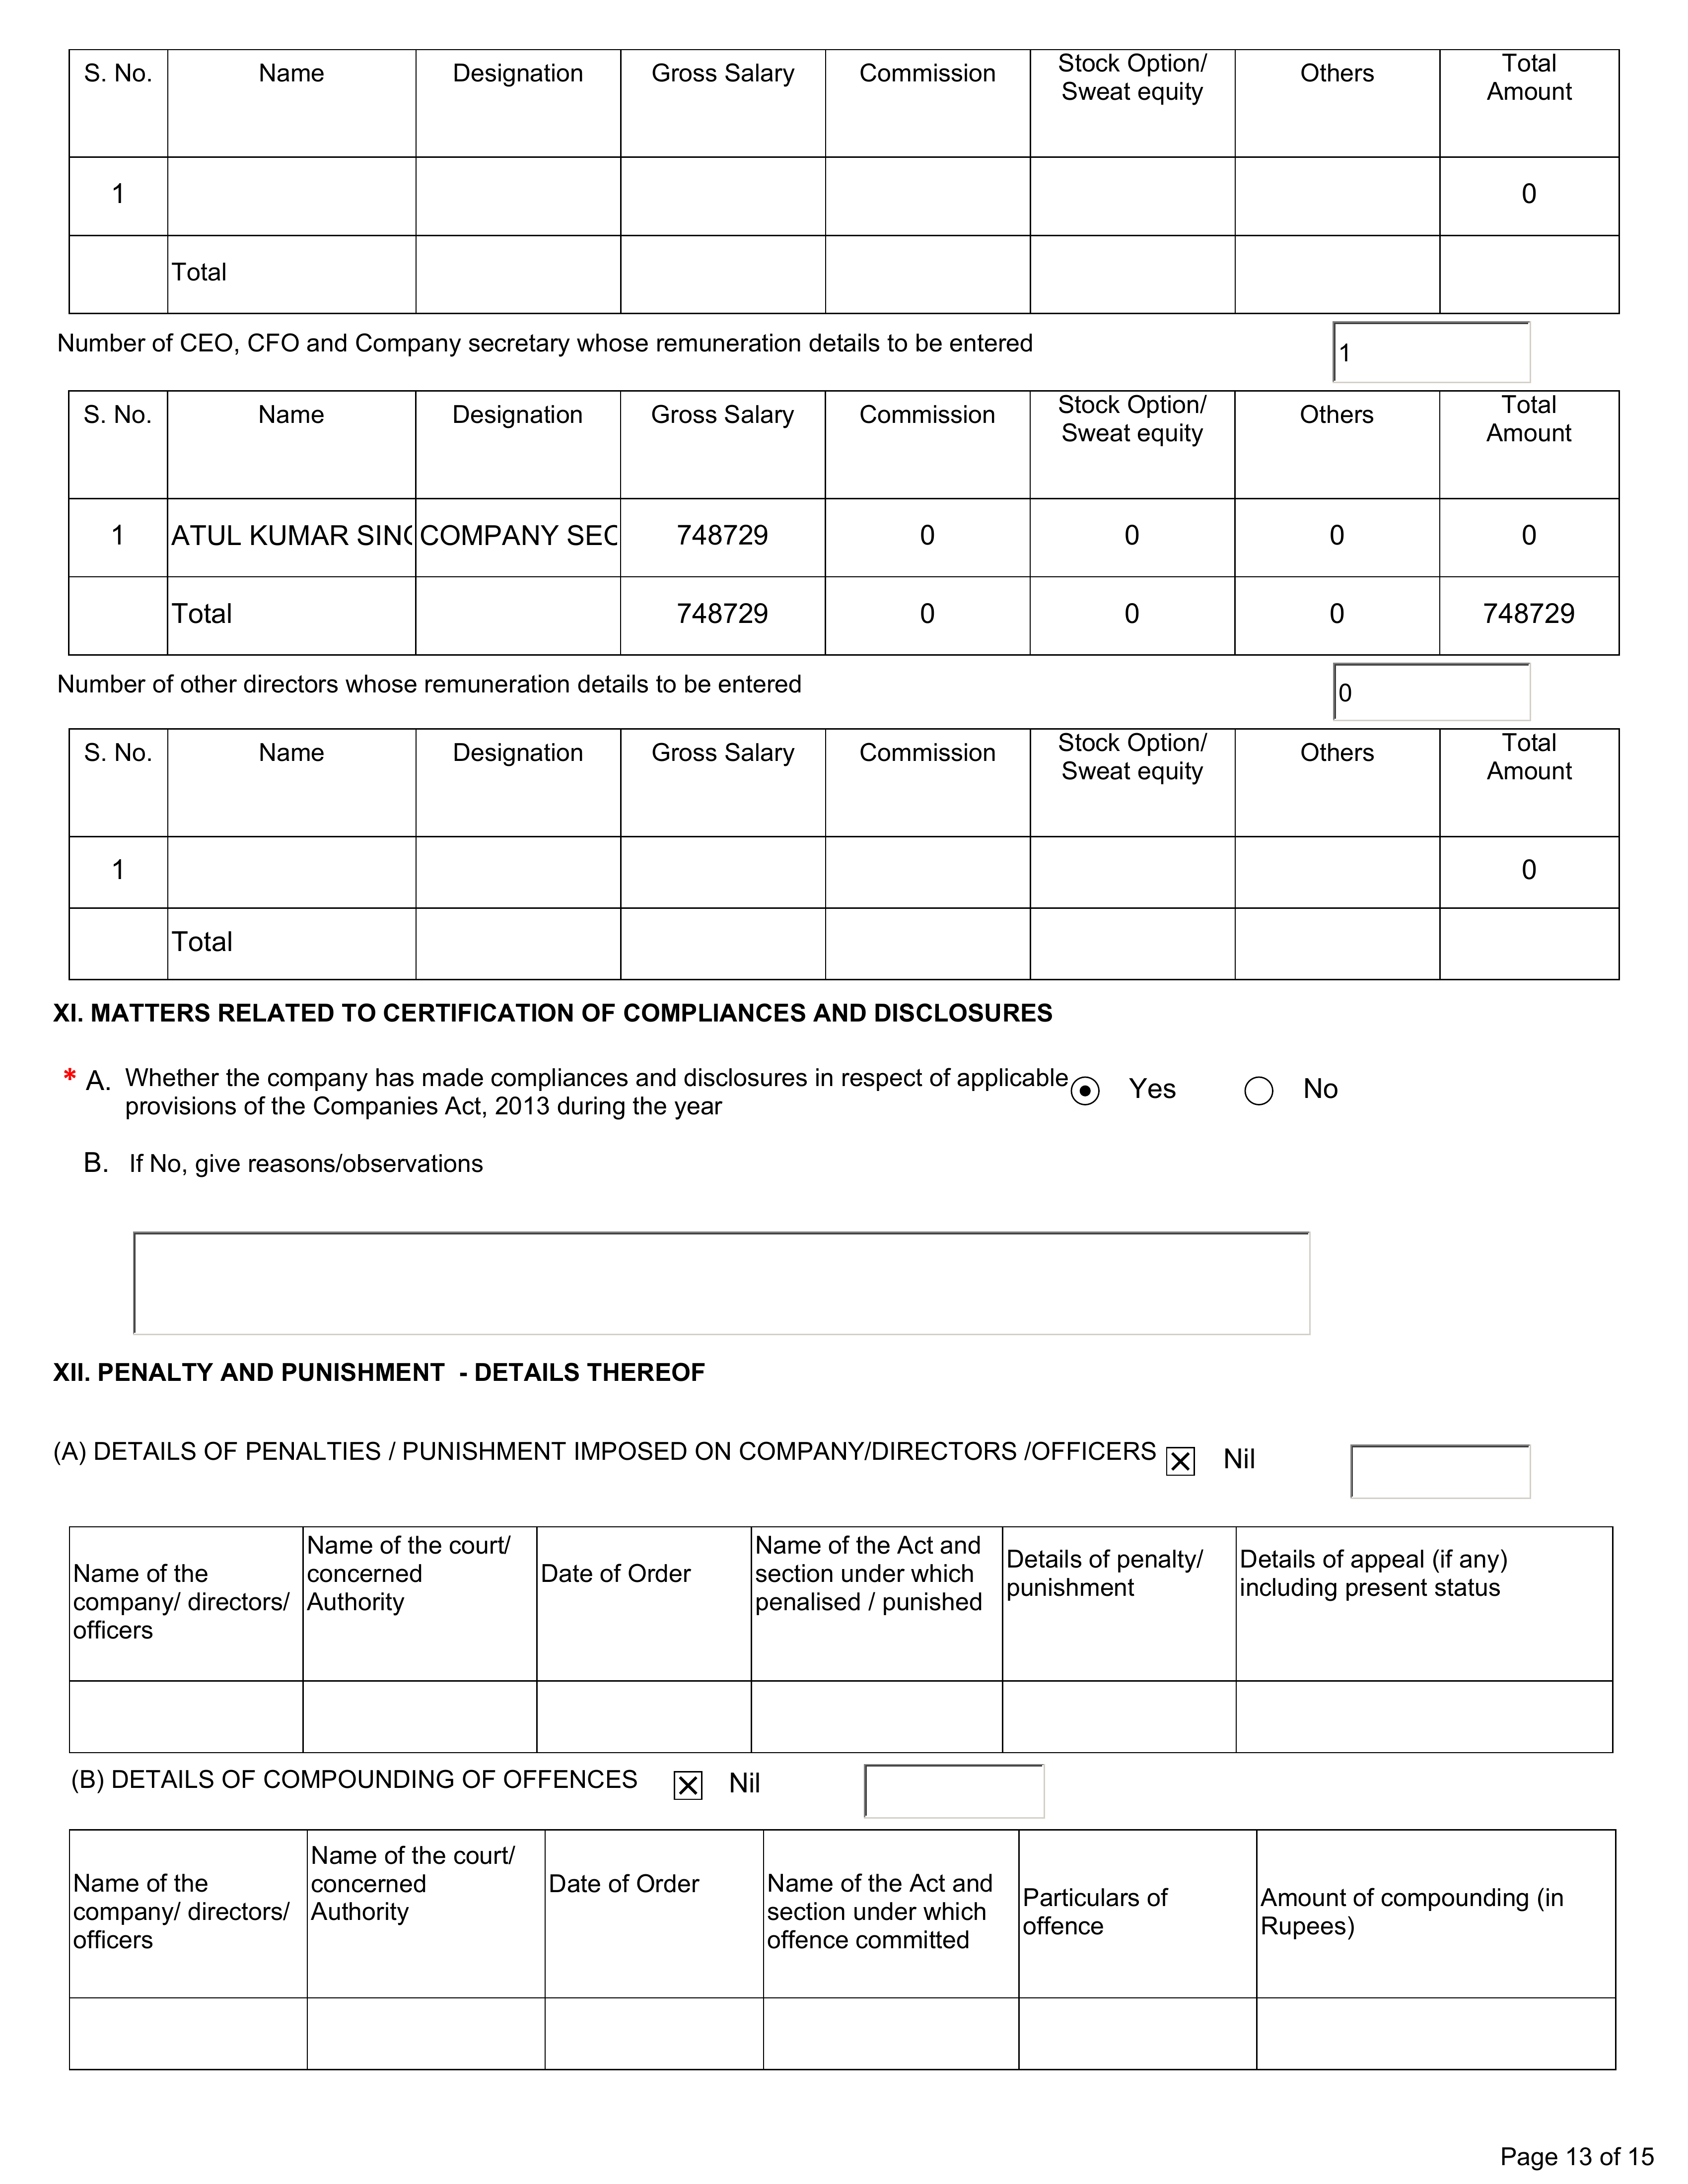 S. No. Name Designation Gross Salary Commission Stock Option/ Sweat equity Others Total Amount
1 0
Total
Number of CEO, CFO and Company secretary whose remuneration details to be entered 1
S. No. Name Designation Gross Salary Commission Stock Option/ Sweat equity Others Total Amount
1 ATUL KUMAR SING COMPANY SEC 748729 0 0 0 0
Total 748729 0 0 0 748729
Number of other directors whose remuneration details to be entered 0
S. No. Name Designation Gross Salary Commission Stock Option/ Sweat equity Others Total Amount
1 0
Total
XI. MATTERS RELATED TO CERTIFICATION OF COMPLIANCES AND DISCLOSURES
* A. Whether the company has made compliances and disclosures in respect of applicable Yes No
provisions of the Companies Act, 2013 during the year
B. If No, give reasons/observations
XII. PENALTY AND PUNISHMENT - DETAILS THEREOF
(A) DETAILS OF PENALTIES / PUNISHMENT IMPOSED ON COMPANY/DIRECTORS /OFFICERS Nil
Name of the company/ directors/ officers Name of the court/ concerned Authority Date of Order Name of the Act and section under which penalised / punished Details of penalty/ punishment Details of appeal (if any) including present status
(B) DETAILS OF COMPOUNDING OF OFFENCES Nil
Name of the company/ directors/ officers Name of the court/ concerned Authority Date of Order Name of the Act and section under which offence committed Particulars of offence Amount of compounding (in Rupees)
Page 13 of 15